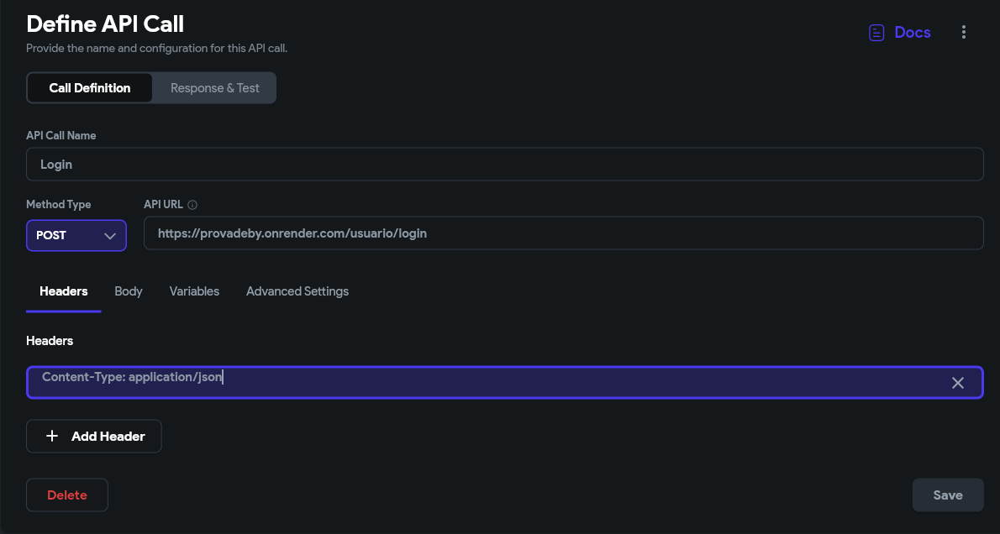 Define API Call
Provide the name and configuration for this API call.
Docs
Call Definition
Response & Test
API Call Name
Login
Method Type
API URL
POST
https://provadeby.onrender.com/usuario/login
Headers
Body
Variables
Advanced Settings
Headers
Content-Type: application/json
Add Header
Delete
Save